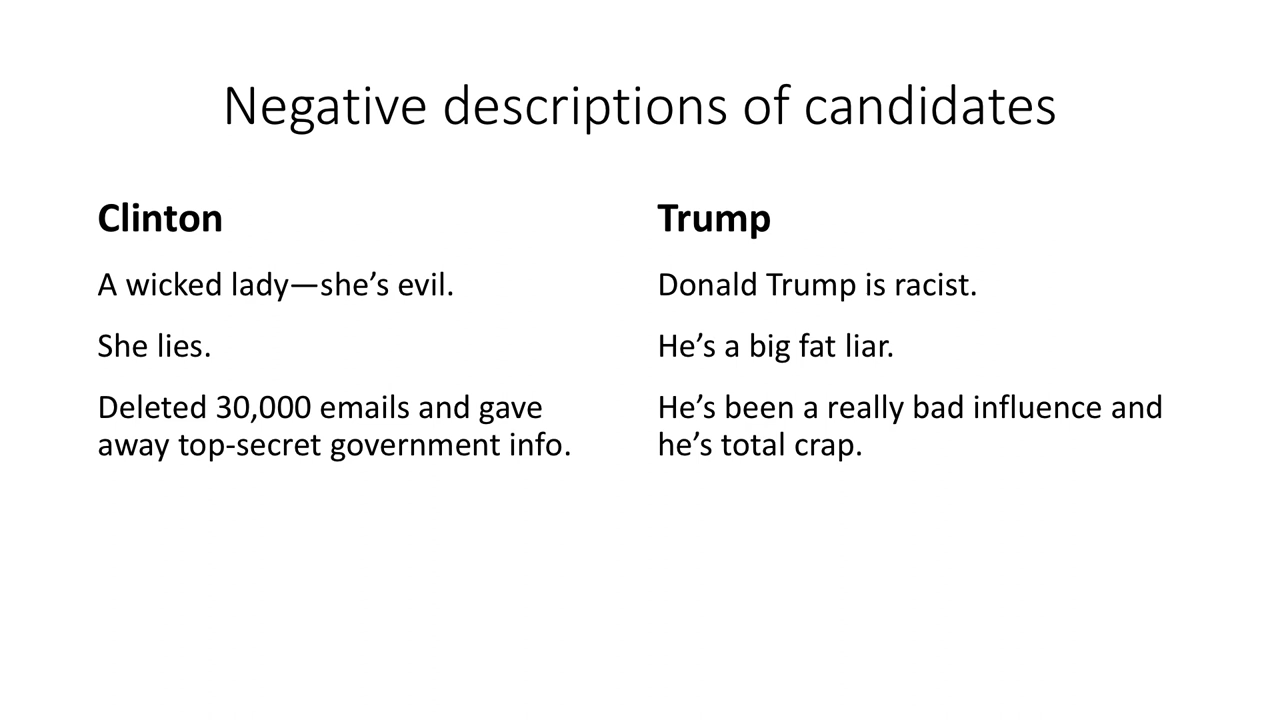 Negative descriptions of candidates
Clinton
A wicked lady—she’s evil.
She lies.
Deleted 30,000 emails and gave
away top-secret government info.
Trump
Donald Trump is racist.
He’s a big fat liar.
He’s been a really bad influence and
he’s total crap.